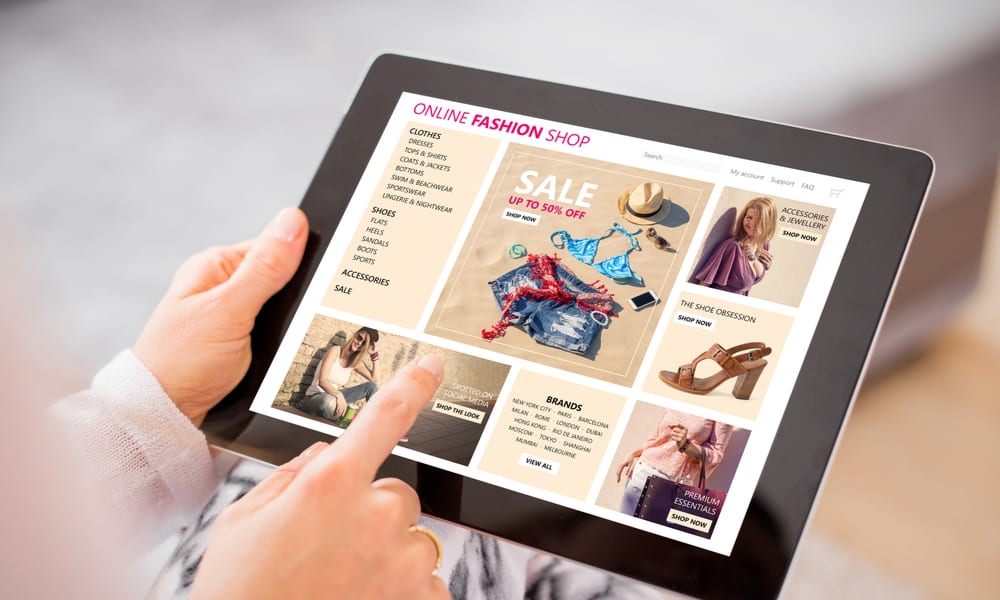 ONLINE FASHION SHOP
Search
My account
Support
FAQ
CLOTHES
DRESSES
TOPS & SHIRTS
COATS & JACKETS
BOTTOMS
SWIM & BEACHWEAR
SPORTSWEAR
LINGERIE & NIGHTWEAR
SHOES
FLATS
HEELS
SANDALS
BOOTS
SPORTS
ACCESSORIES
SALE
SALE
UP TO 50% OFF
SHOP NOW
ACCESSORIES
& JEWELLERY
SHOP NOW
THE SHOE OBSESSION
SHOP NOW
SPOTTED ON
SOCIAL MEDIA
SHOP THE LOOK
BRANDS
NEW YORK CITY · PARIS · BARCELONA
MILAN · ROME · LONDON · DUBAI
HONG KONG · RIO DE JANEIRO
MOSCOW · TOKYO · SHANGHAI
MUMBAI · MELBOURNE
VIEW ALL
PREMIUM
ESSENTIALS
SHOP NOW